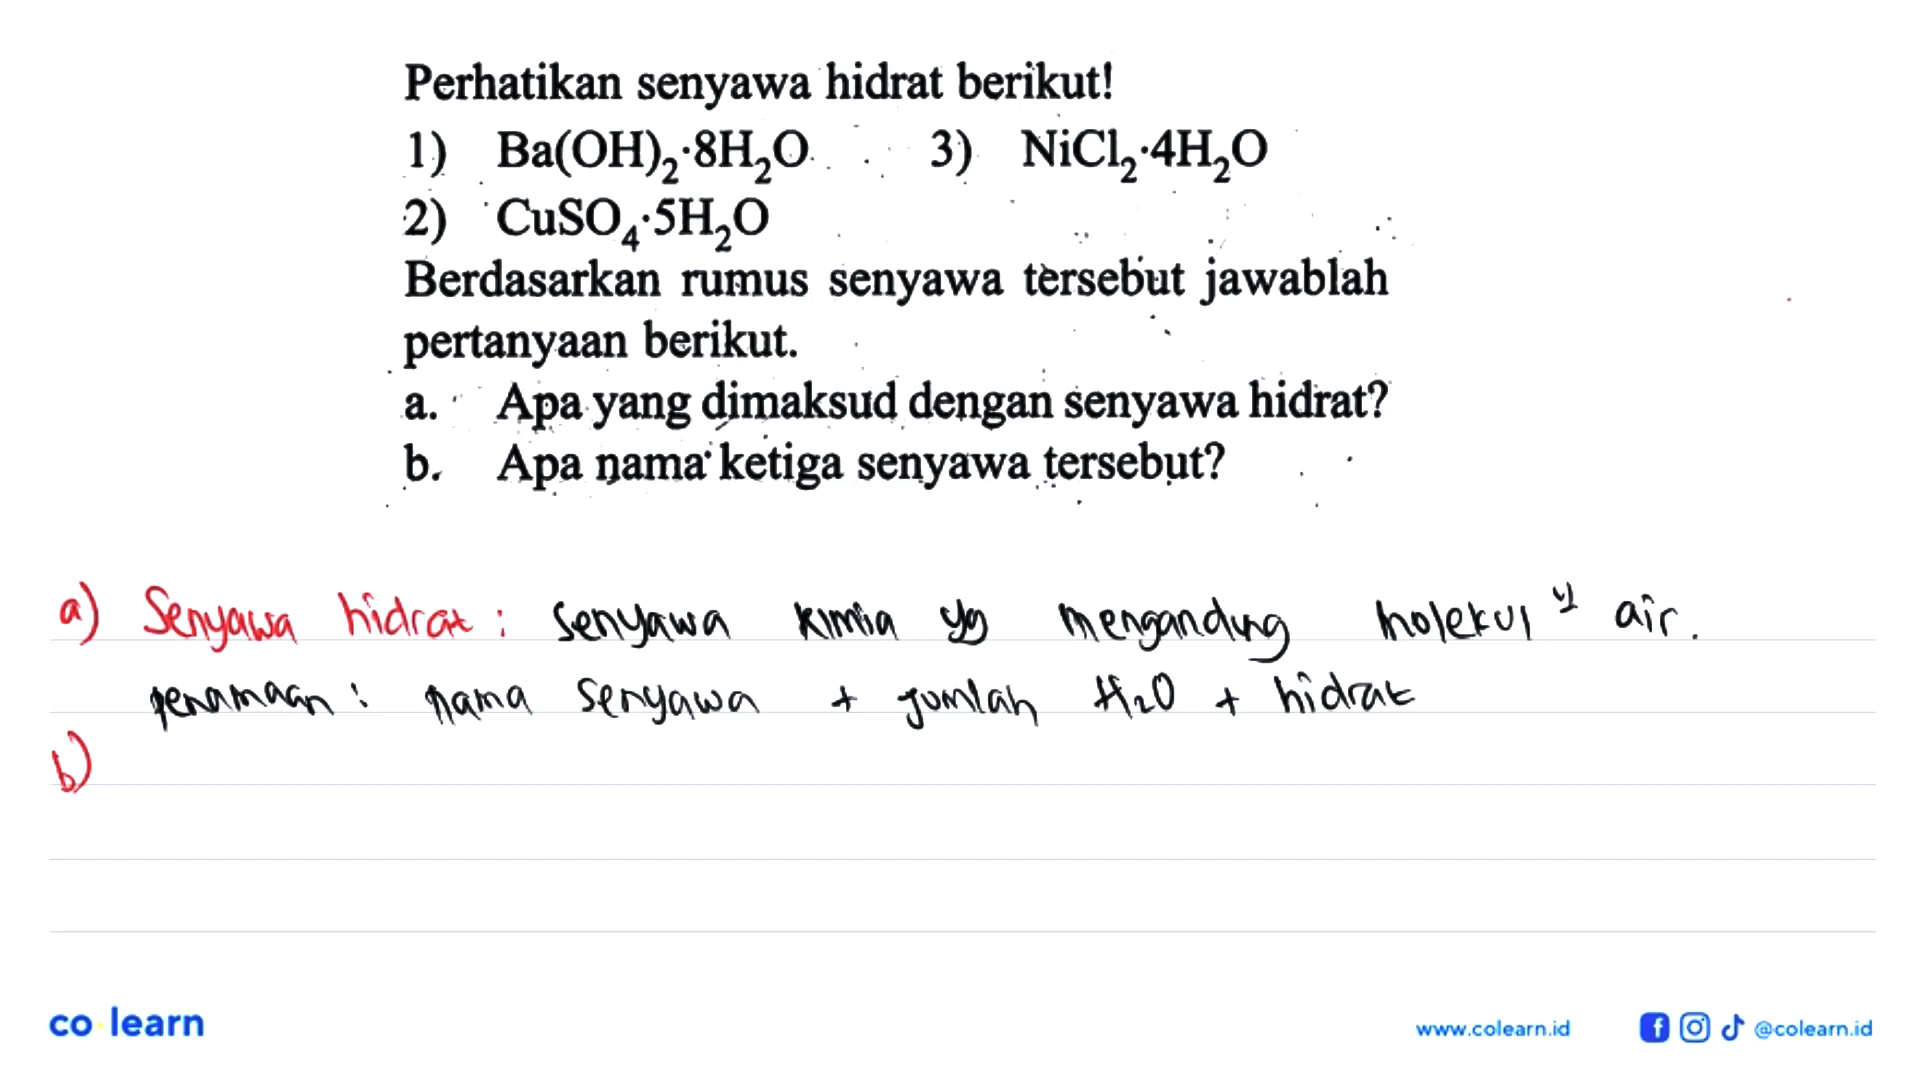 Perhatikan senyawa hidrat berikut!
1) Ba(OH)₂·8H₂O 3) NiCl₂·4H₂O
2) CuSO₄·5H₂O
Berdasarkan rumus senyawa tersebut jawablah
pertanyaan berikut.
a. Apa yang dimaksud dengan senyawa hidrat?
b. Apa nama ketiga senyawa tersebut?
a) Senyawa hidrat : senyawa kimia yg mengandung molekul² air.
penamaan : nama senyawa + jumlah H₂O + hidrat
b)
co learn
www.colearn.id @colearn.id